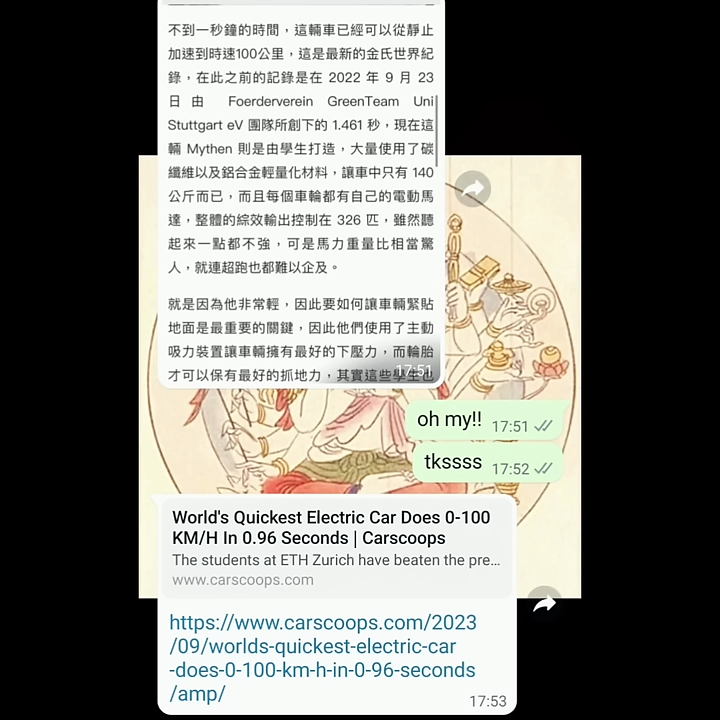 不到一秒鐘的時間，這輛車已經可以從靜止
加速到時速100公里，這是最新的金氏世界紀
錄，在此之前的記錄是在 2022 年 9 月 23
日由 Foerderverein GreenTeam Uni
Stuttgart eV 團隊所創下的 1.461 秒，現在這
輛 Mythen 則是由學生打造，大量使用了碳
纖維以及鋁合金輕量化材料，讓車中只有 140
公斤而已，而且每個車輪都有自己的電動馬
達，整體的綜效輸出控制在 326 匹，雖然聽
起來一點都不強，可是馬力重量比相當驚
人，就連超跑也都難以企及。
就是因為他非常輕，因此要如何讓車輛緊貼
地面是最重要的關鍵，因此他們使用了主動
吸力裝置讓車輛擁有最好的下壓力，而輪胎
才可以保有最好的抓地力，其實這些學生也
17:51
oh my!! 17:51
tkssss 17:52
World's Quickest Electric Car Does 0-100
KM/H In 0.96 Seconds | Carscoops
The students at ETH Zurich have beaten the pre...
www.carscoops.com
https://www.carscoops.com/2023
/09/worlds-quickest-electric-car
-does-0-100-km-h-in-0-96-seconds
/amp/
17:53